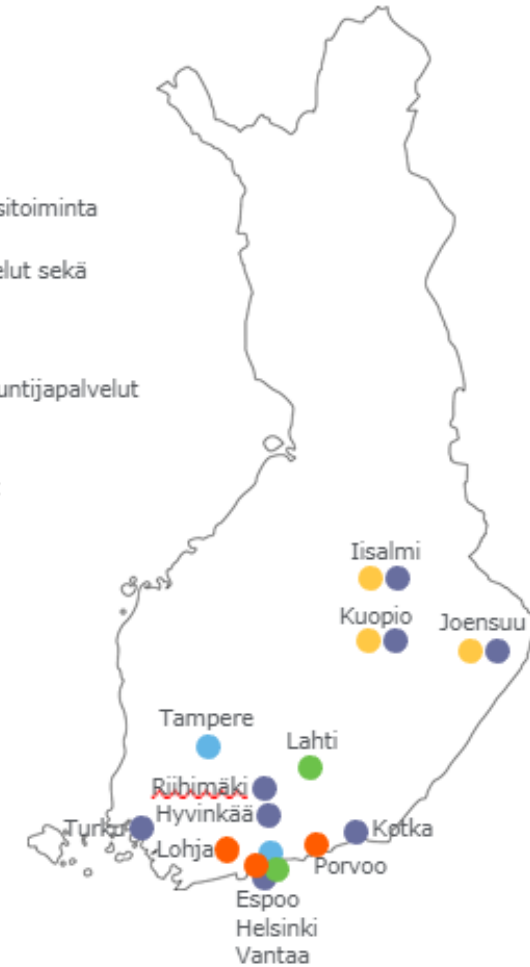 sitoiminta
elut sekä
untijapalvelut
Iisalmi
Kuopio
Joensuu
Tampere
Lahti
Riihimäki
Hyvinkää
Turku
Kotka
Lohja
Porvoo
Espoo
Helsinki
Vantaa